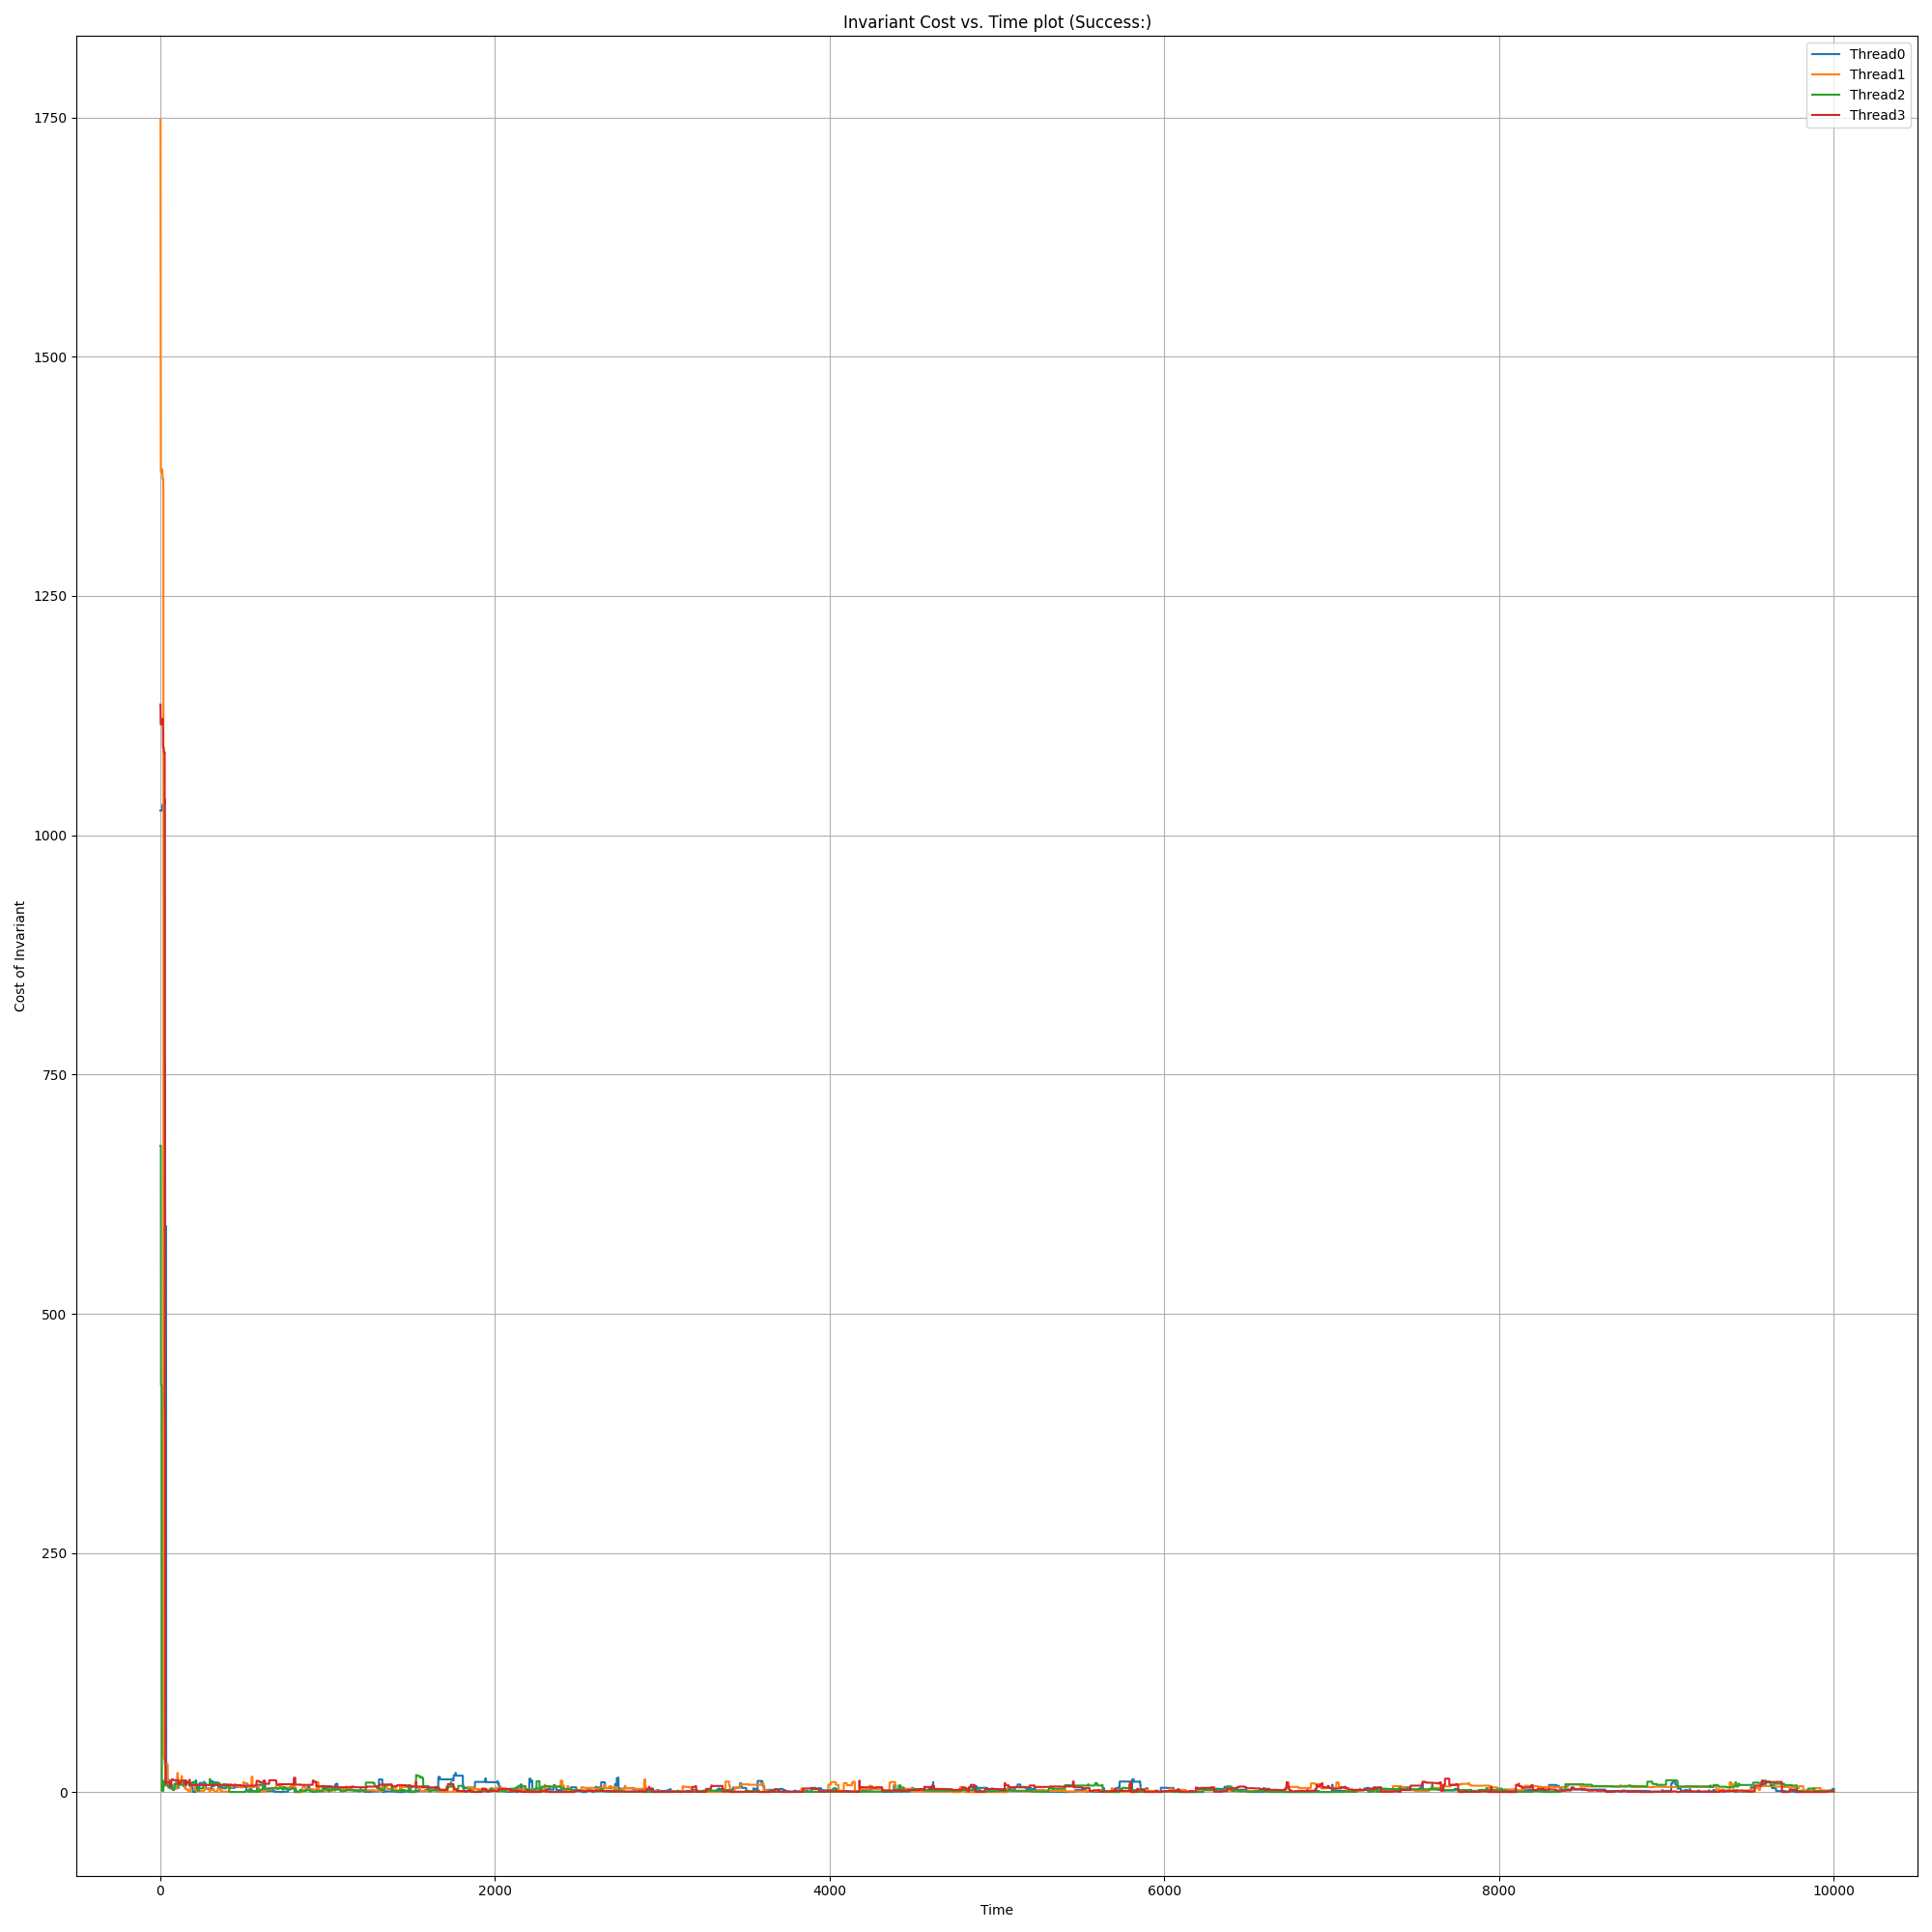 Invariant Cost vs. Time plot (Success:)
Thread0
Thread1
Thread2
Thread3
1750
1500
1250
1000
750
500
250
0
Cost of Invariant
0 2000 4000 6000 8000 10000
Time